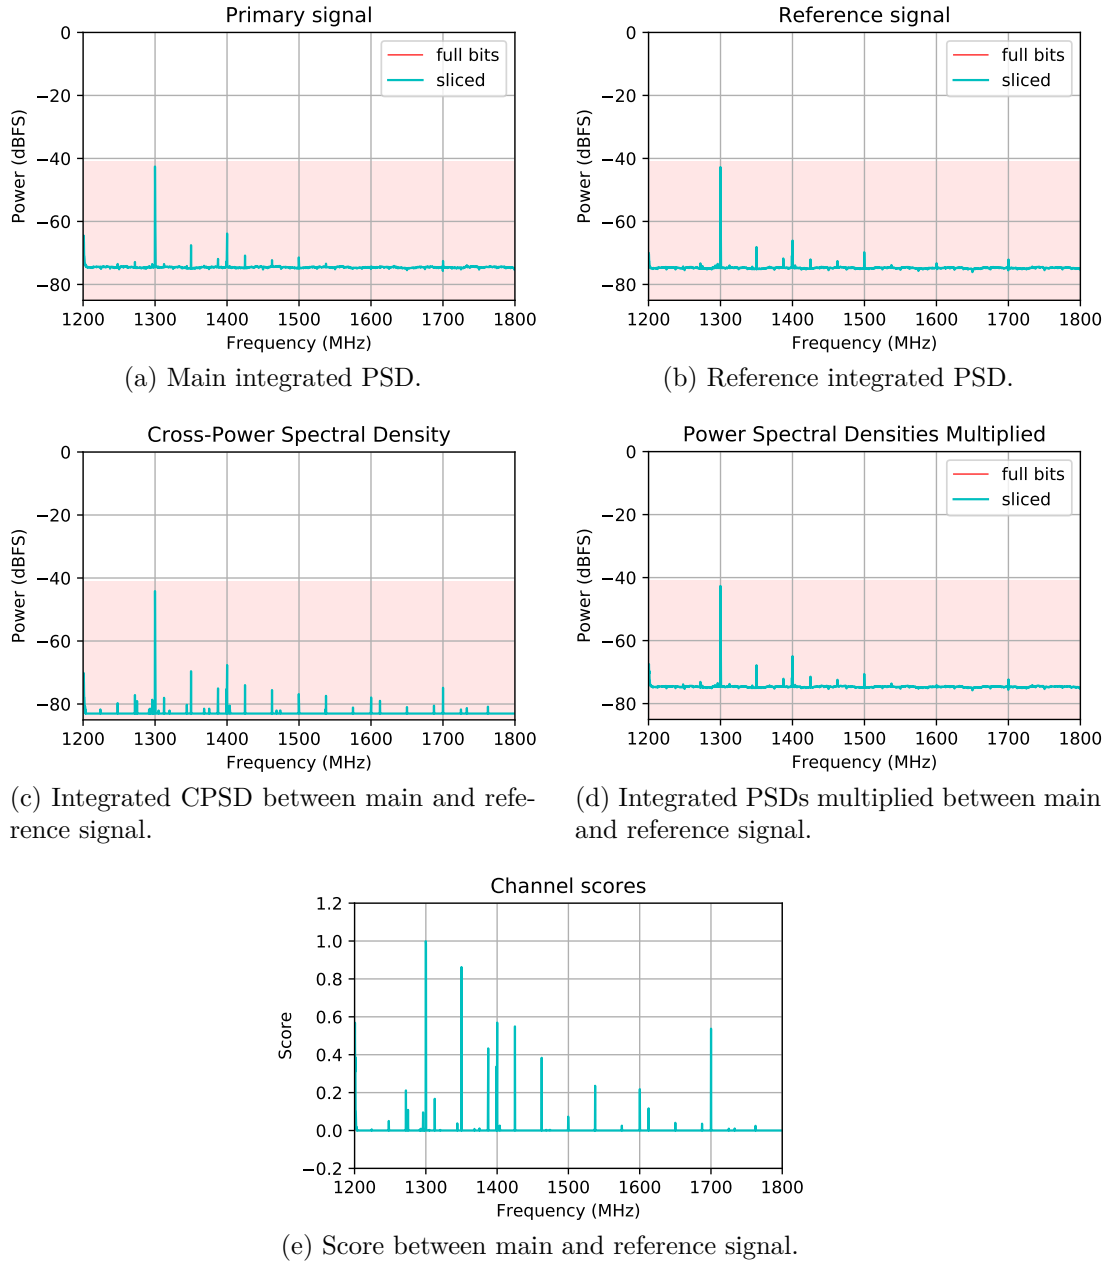 Primary signal
0
−20
−40
−60
−80
Power (dBFS)
full bits
sliced
1200 1300 1400 1500 1600 1700 1800
Frequency (MHz)
(a) Main integrated PSD.
Reference signal
0
−20
−40
−60
−80
Power (dBFS)
full bits
sliced
1200 1300 1400 1500 1600 1700 1800
Frequency (MHz)
(b) Reference integrated PSD.
Cross-Power Spectral Density
0
−20
−40
−60
−80
Power (dBFS)
1200 1300 1400 1500 1600 1700 1800
Frequency (MHz)
(c) Integrated CPSD between main and refe-
rence signal.
Power Spectral Densities Multiplied
0
−20
−40
−60
−80
Power (dBFS)
full bits
sliced
1200 1300 1400 1500 1600 1700 1800
Frequency (MHz)
(d) Integrated PSDs multiplied between main
and reference signal.
Channel scores
1.2
1.0
0.8
0.6
0.4
0.2
0.0
−0.2
Score
1200 1300 1400 1500 1600 1700 1800
Frequency (MHz)
(e) Score between main and reference signal.